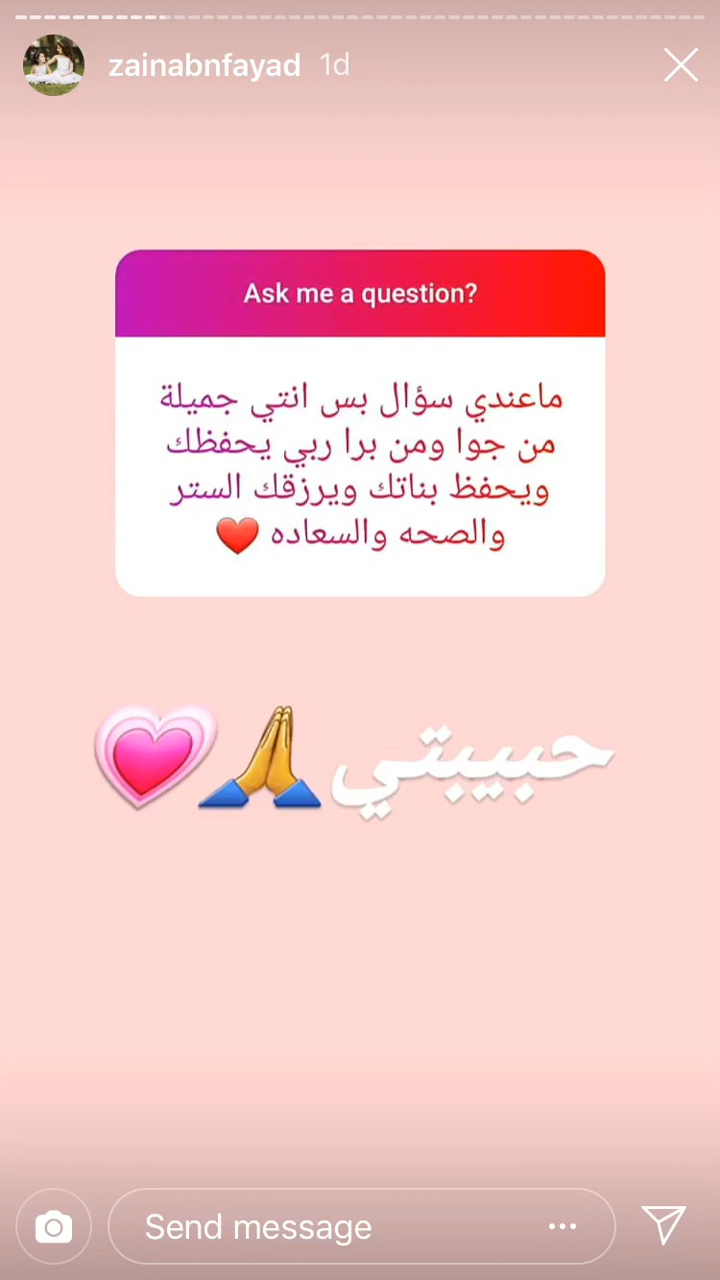 zainabnfayad 1d
Ask me a question?
ماعندي سؤال بس انتي جميلة
من جوا ومن برا ربي يحفظك
ويحفظ بناتك ويرزقك الستر
والصحه والسعاده ❤️
حبيبتي🙏💗
Send message